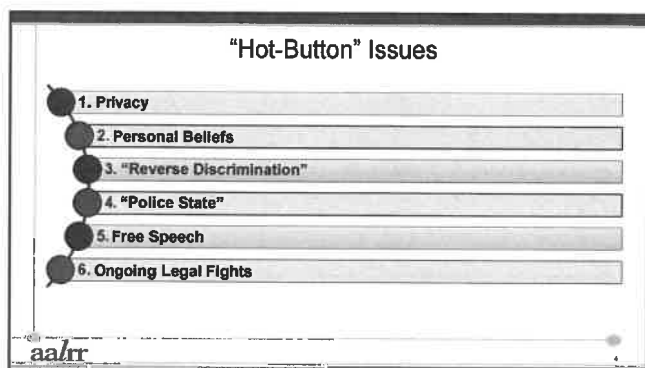 "Hot-Button" Issues
1. Privacy
2. Personal Beliefs
3. "Reverse Discrimination"
4. "Police State"
5. Free Speech
6. Ongoing Legal Fights
aalrr
4